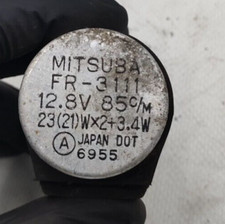 MITSUBA
FR-3111
12.8V 85c/M
23(21)W×2+3.4W
A JAPAN DOT
6955